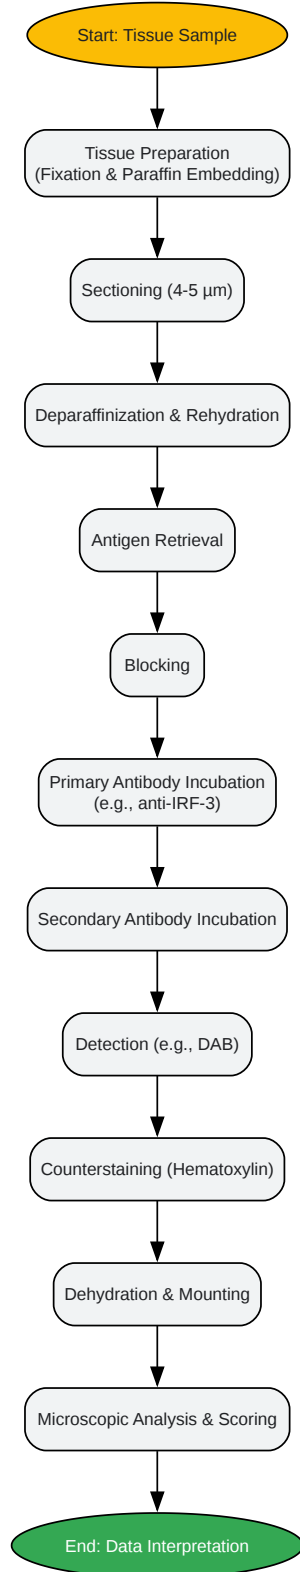 Start: Tissue Sample
Tissue Preparation
(Fixation & Paraffin Embedding)
Sectioning (4-5 µm)
Deparaffinization & Rehydration
Antigen Retrieval
Blocking
Primary Antibody Incubation
(e.g., anti-IRF-3)
Secondary Antibody Incubation
Detection (e.g., DAB)
Counterstaining (Hematoxylin)
Dehydration & Mounting
Microscopic Analysis & Scoring
End: Data Interpretation